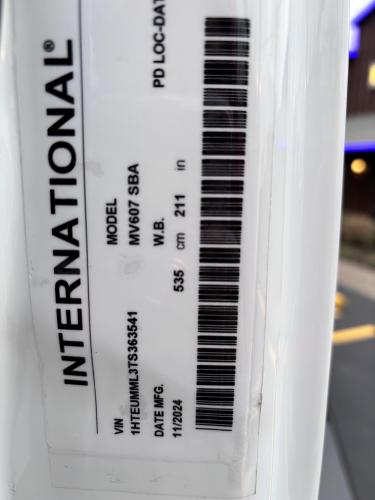 INTERNATIONAL®
VIN MODEL
1HTEUMML3TS363541 MV607 SBA
DATE MFG. W.B. PD LOC-DAT
11/2024 535 cm 211 in